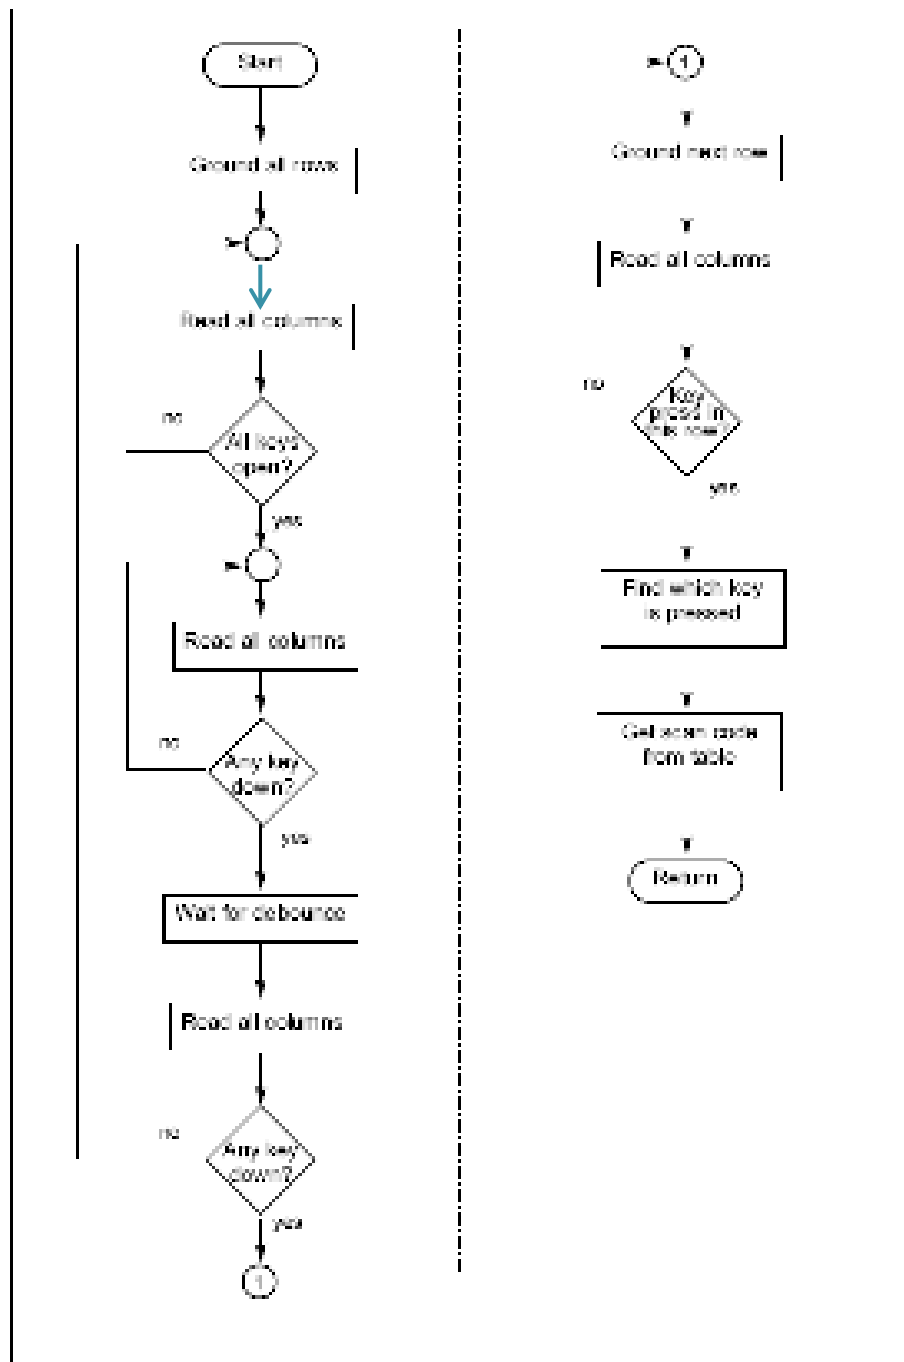 Start
Ground all rows
Read all columns
no
All keys
open?
yes
Read all columns
no
Any key
down?
yes
Wait for debounce
Read all columns
no
Any key
down?
yes
1
1
Ground next row
Read all columns
no
Key
press in
this row?
yes
Find which key
is pressed
Get scan code
from table
Return